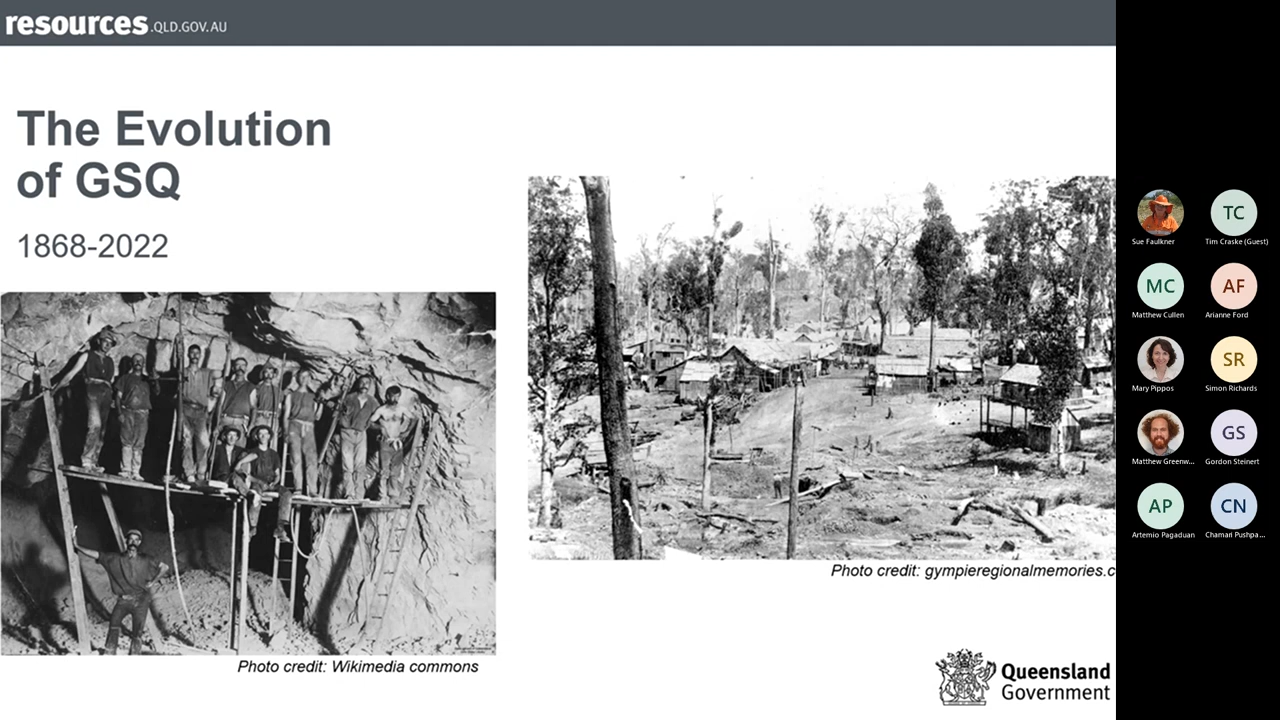 resources.QLD.GOV.AU
The Evolution
of GSQ
1868-2022
Photo credit: gympieregionalmemories.c
Photo credit: Wikimedia commons
Queensland
Government
Sue Faulkner
TC
Tim Craske (Guest)
MC
Matthew Cullen
AF
Arianne Ford
Mary Pippos
SR
Simon Richards
Matthew Greenw...
GS
Gordon Steinert
AP
Artemio Pagaduan
CN
Chamari Pushpa...